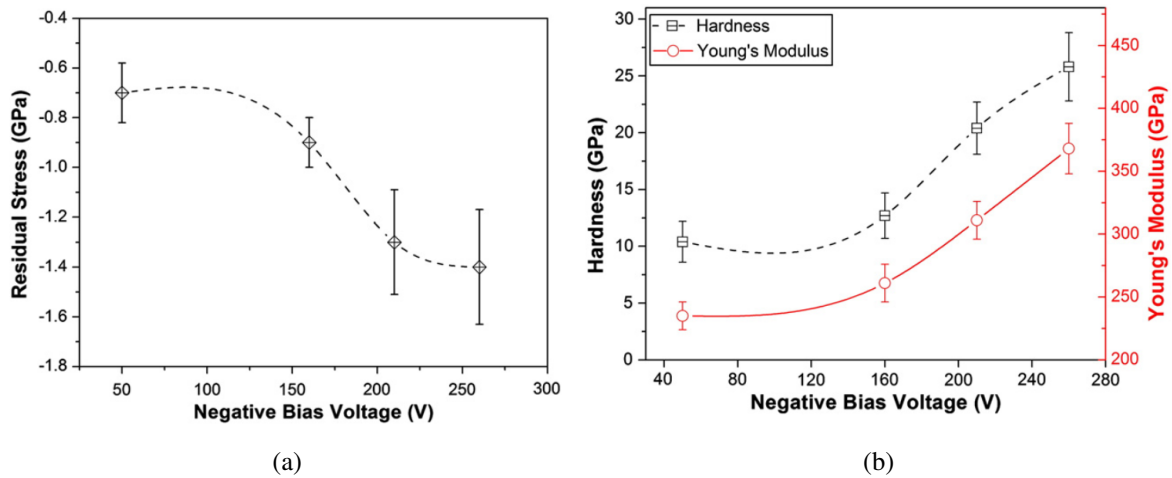 -0.4
-0.6
-0.8
-1.0
-1.2
-1.4
-1.6
-1.8
Residual Stress (GPa)
50 100 150 200 250 300
Negative Bias Voltage (V)
(a)
Hardness
Young's Modulus
30
25
20
15
10
5
0
Hardness (GPa)
450
400
350
300
250
200
Young's Modulus (GPa)
40 80 120 160 200 240 280
Negative Bias Voltage (V)
(b)